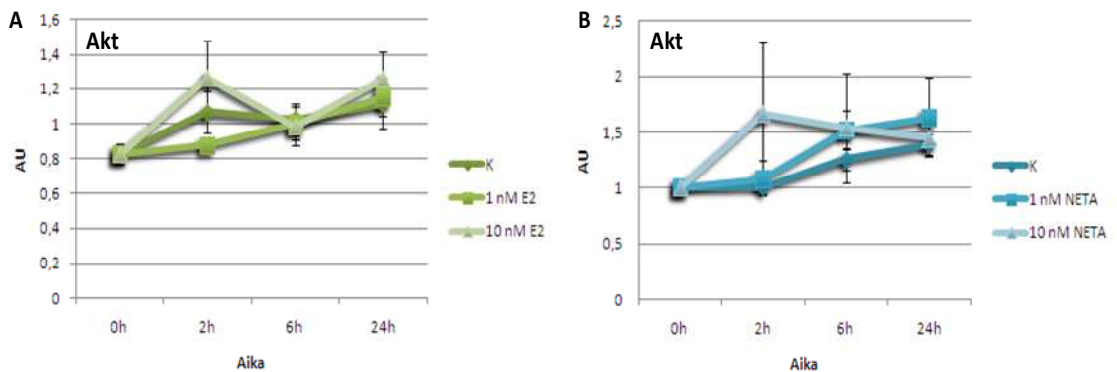 A
Akt
1,6
1,4
1,2
1
0,8
0,6
0,4
0,2
0
AU
0h 2h 6h 24h
Aika
K
1 nM E2
10 nM E2
B
Akt
2,5
2
1,5
1
0,5
0
AU
0h 2h 6h 24h
Aika
K
1 nM NETA
10 nM NETA